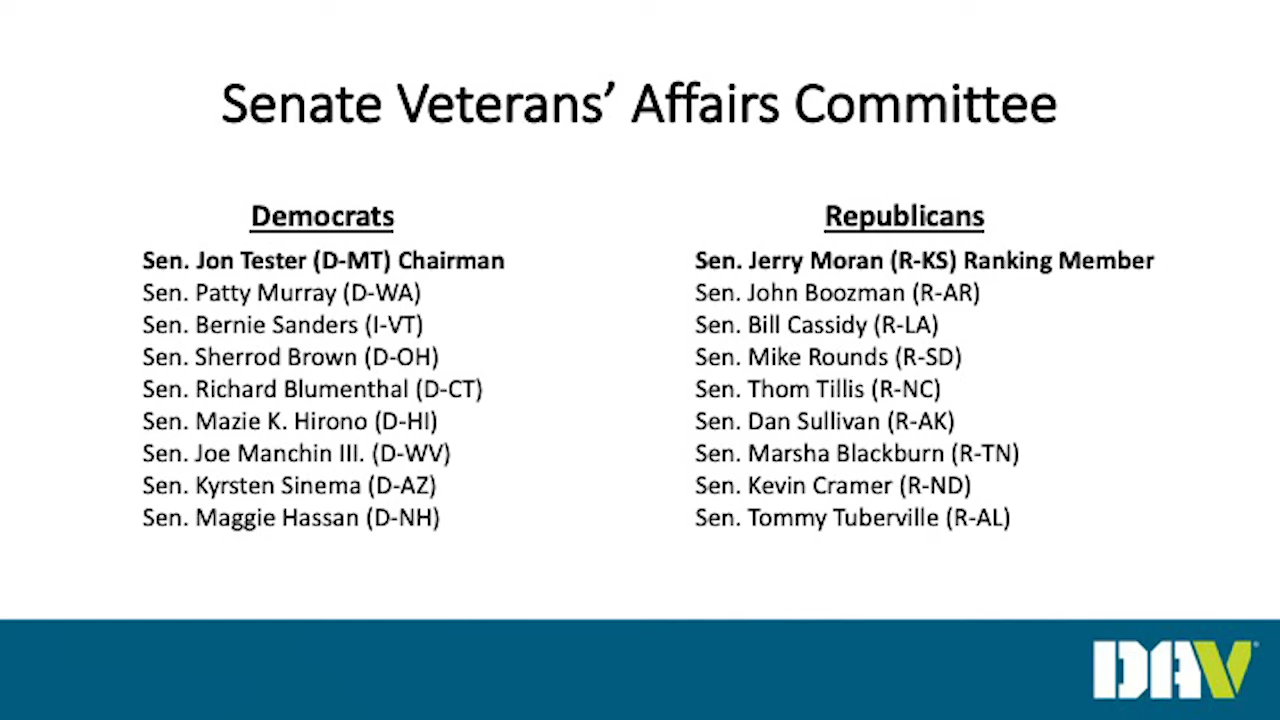 Senate Veterans’ Affairs Committee
Democrats
Sen. Jon Tester (D-MT) Chairman
Sen. Patty Murray (D-WA)
Sen. Bernie Sanders (I-VT)
Sen. Sherrod Brown (D-OH)
Sen. Richard Blumenthal (D-CT)
Sen. Mazie K. Hirono (D-HI)
Sen. Joe Manchin III. (D-WV)
Sen. Kyrsten Sinema (D-AZ)
Sen. Maggie Hassan (D-NH)
Republicans
Sen. Jerry Moran (R-KS) Ranking Member
Sen. John Boozman (R-AR)
Sen. Bill Cassidy (R-LA)
Sen. Mike Rounds (R-SD)
Sen. Thom Tillis (R-NC)
Sen. Dan Sullivan (R-AK)
Sen. Marsha Blackburn (R-TN)
Sen. Kevin Cramer (R-ND)
Sen. Tommy Tuberville (R-AL)
DAV